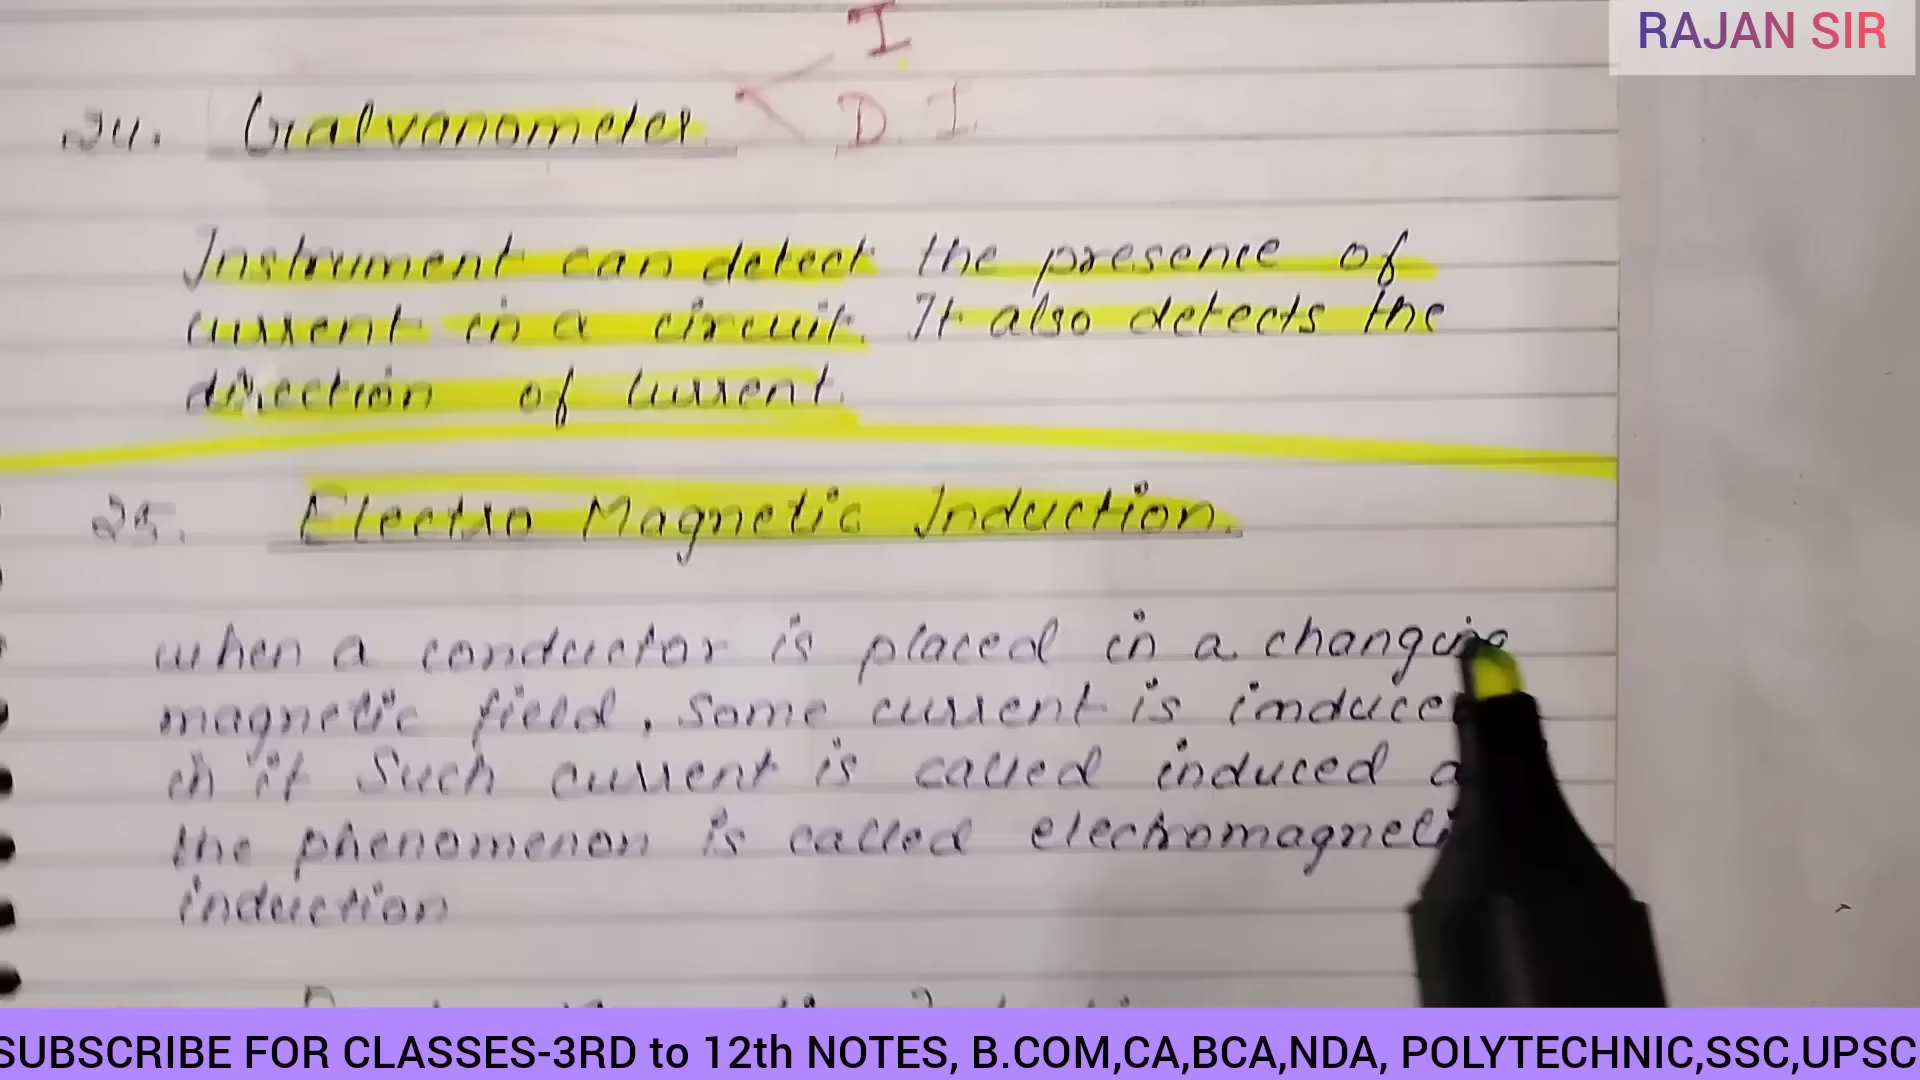 RAJAN SIR
I
24. Galvanometer
D. I.
Instrument can detect the presence of
current in a circuit. It also detects the
direction of current.
25. Electro Magnetic Induction.
when a conductor is placed in a changing
magnetic field, some current is induced
in it such current is called induced
the phenomenon is called electromagneti
induction
SUBSCRIBE FOR CLASSES-3RD to 12th NOTES, B.COM,CA,BCA,NDA, POLYTECHNIC,SSC,UPSC